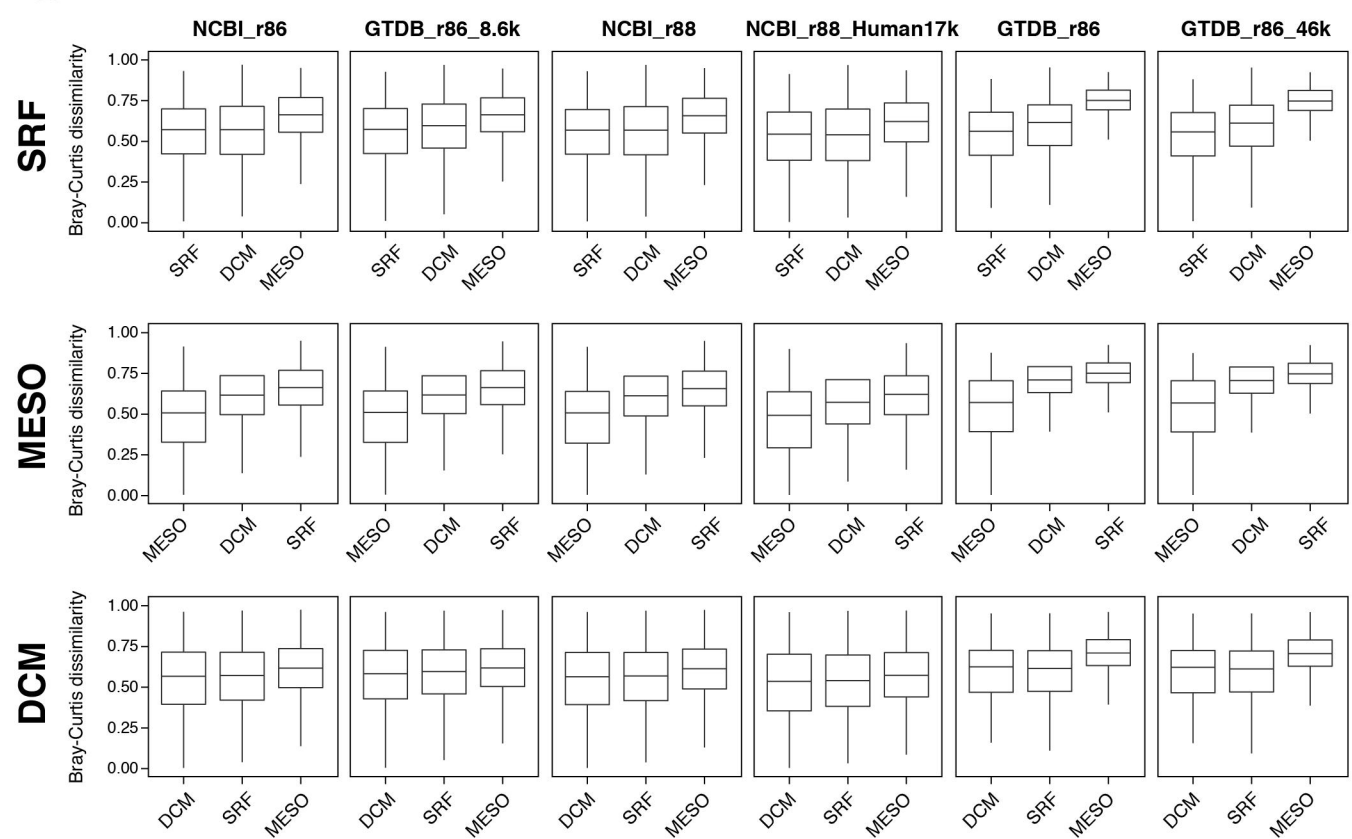 NCBI_r86 GTDB_r86_8.6k NCBI_r88 NCBI_r88_Human17k GTDB_r86 GTDB_r86_46k
SRF
Bray-Curtis dissimilarity
1.00
0.75
0.50
0.25
0.00
SRF DCM MESO SRF DCM MESO SRF DCM MESO SRF DCM MESO SRF DCM MESO SRF DCM MESO
MESO
Bray-Curtis dissimilarity
1.00
0.75
0.50
0.25
0.00
MESO DCM SRF MESO DCM SRF MESO DCM SRF MESO DCM SRF MESO DCM SRF MESO DCM SRF
DCM
Bray-Curtis dissimilarity
1.00
0.75
0.50
0.25
0.00
DCM SRF MESO DCM SRF MESO DCM SRF MESO DCM SRF MESO DCM SRF MESO DCM SRF MESO